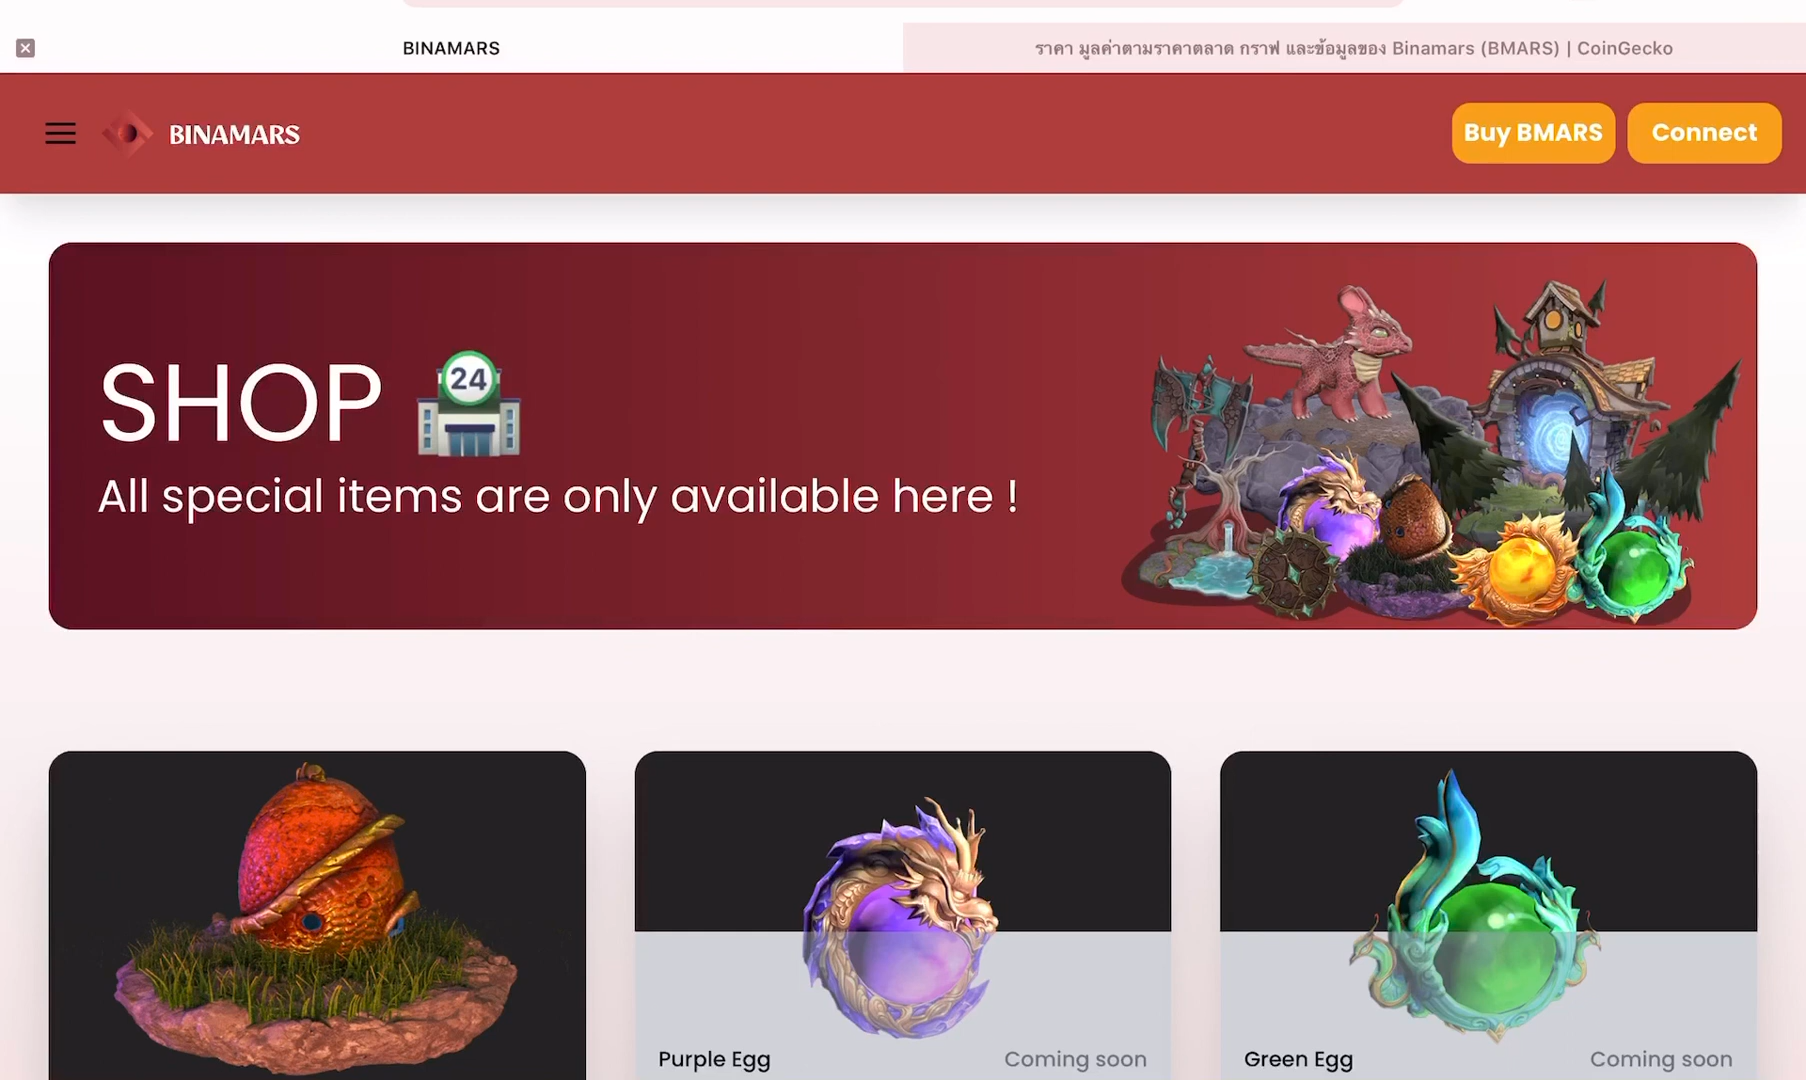 BINAMARS
ราคา มูลค่าตามราคาตลาด กราฟ และข้อมูลของ Binamars (BMARS) | CoinGecko
BINAMARS
Buy BMARS
Connect
SHOP
24
All special items are only available here !
Purple Egg
Coming soon
Green Egg
Coming soon